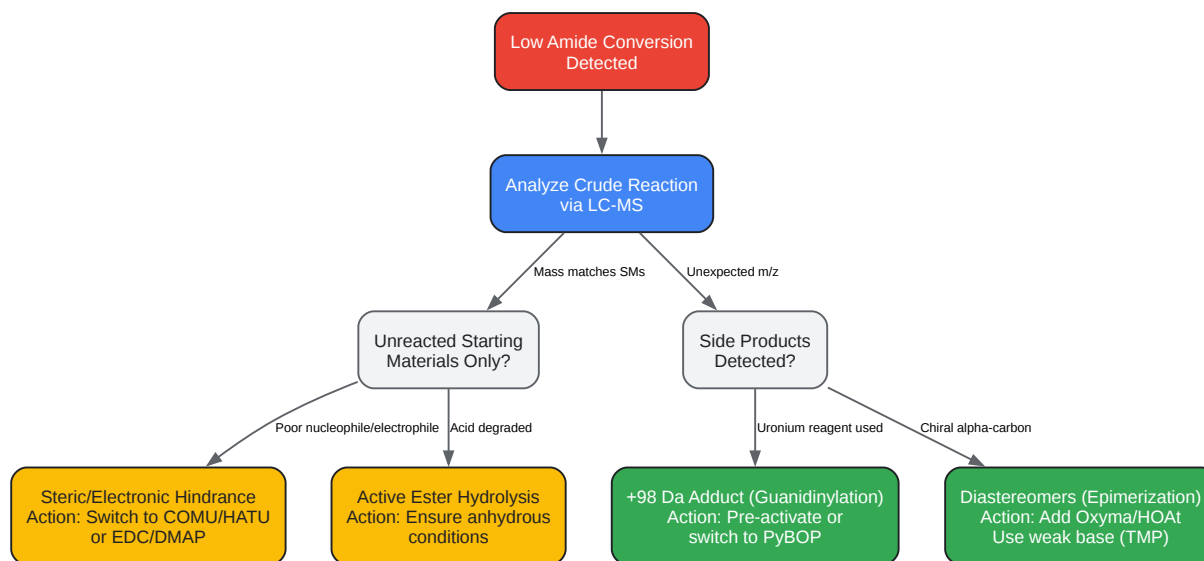 Low Amide Conversion
Detected
Analyze Crude Reaction
via LC-MS
Mass matches SMs
Unexpected m/z
Unreacted Starting
Materials Only?
Side Products
Detected?
Poor nucleophile/electrophile
Acid degraded
Uronium reagent used
Chiral alpha-carbon
Steric/Electronic Hindrance
Action: Switch to COMU/HATU
or EDC/DMAP
Active Ester Hydrolysis
Action: Ensure anhydrous
conditions
+98 Da Adduct (Guanidinylation)
Action: Pre-activate or
switch to PyBOP
Diastereomers (Epimerization)
Action: Add Oxyma/HOAt
Use weak base (TMP)